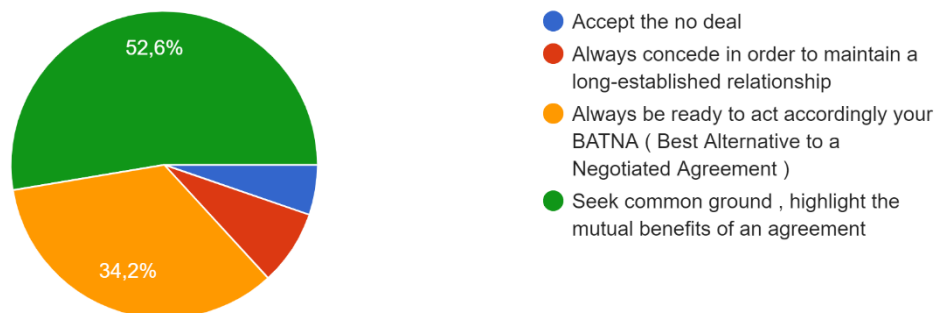 52,6%
34,2%
Accept the no deal
Always concede in order to maintain a
long-established relationship
Always be ready to act accordingly your
BATNA ( Best Alternative to a
Negotiated Agreement )
Seek common ground , highlight the
mutual benefits of an agreement